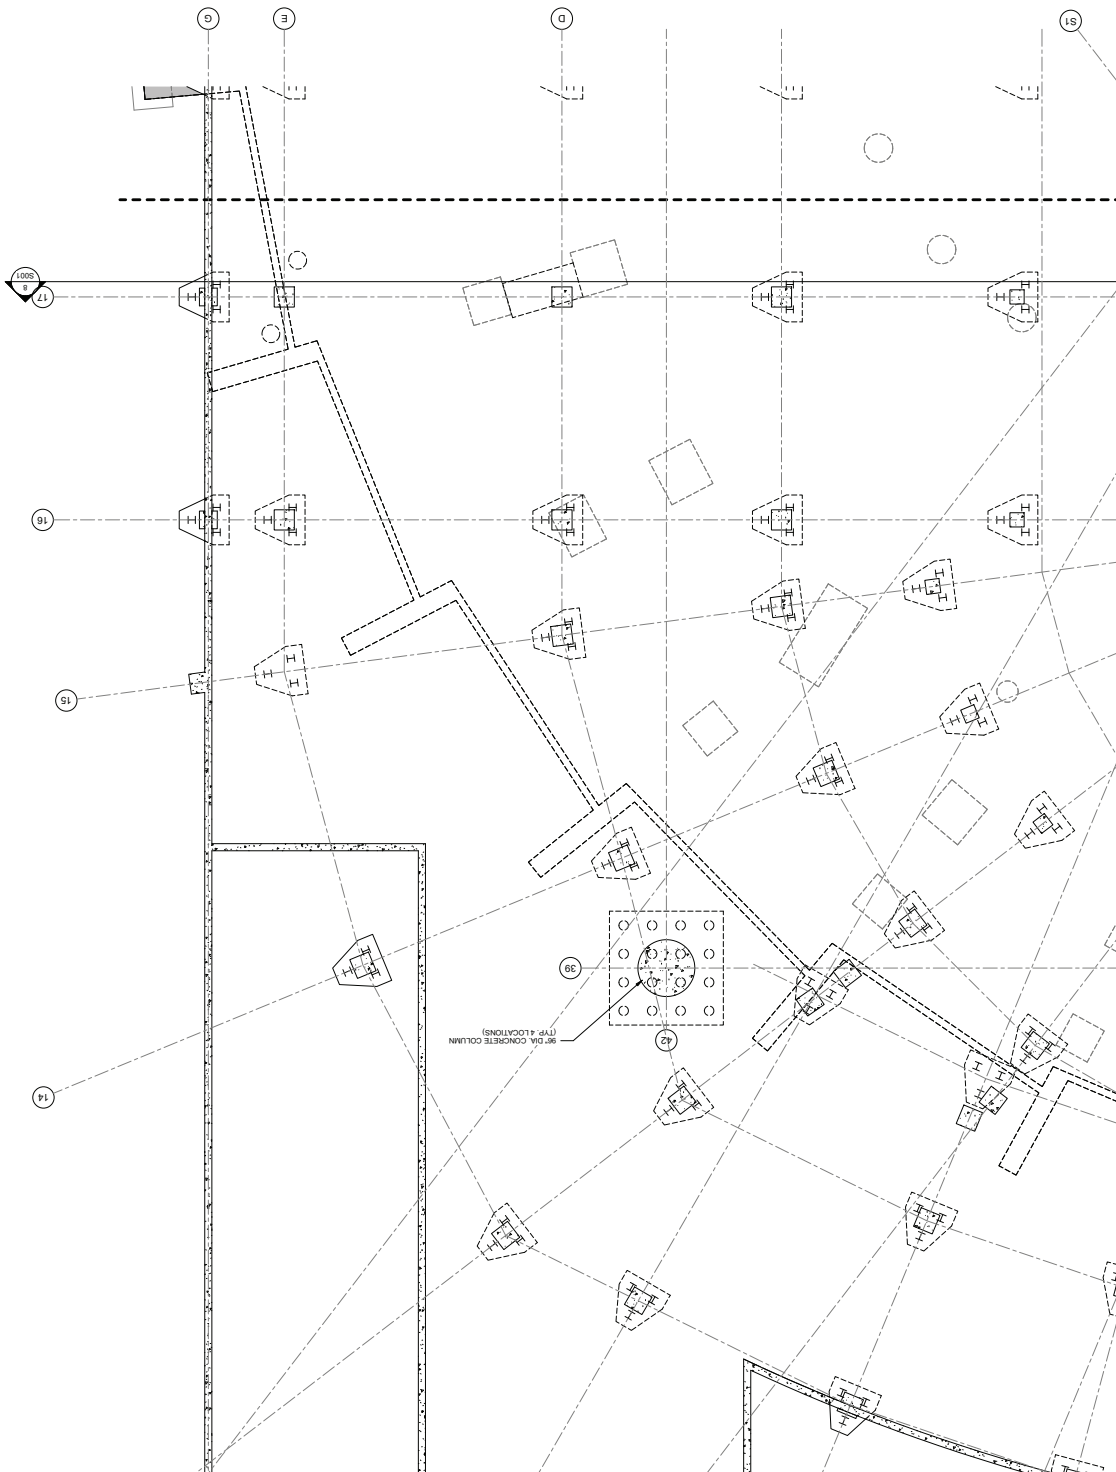 G
E
D
S1
8
S001
17
16
15
39
96" DIA. CONCRETE COLUMN
(TYP. 4 LOCATIONS)
42
14